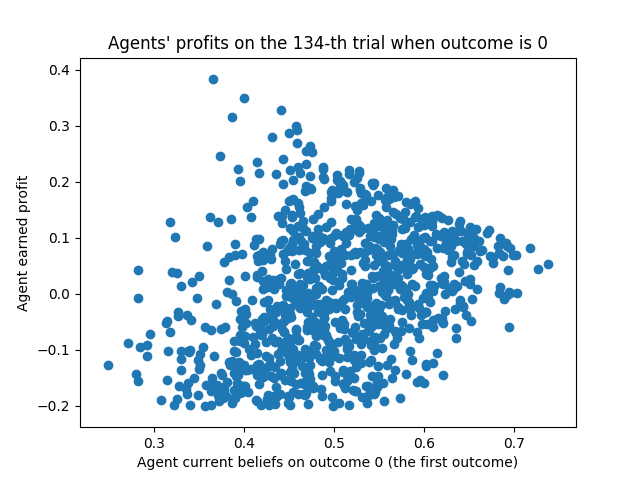 Agents' profits on the 134-th trial when outcome is 0
0.4
0.3
0.2
0.1
0.0
−0.1
−0.2
Agent earned profit
0.3 0.4 0.5 0.6 0.7
Agent current beliefs on outcome 0 (the first outcome)